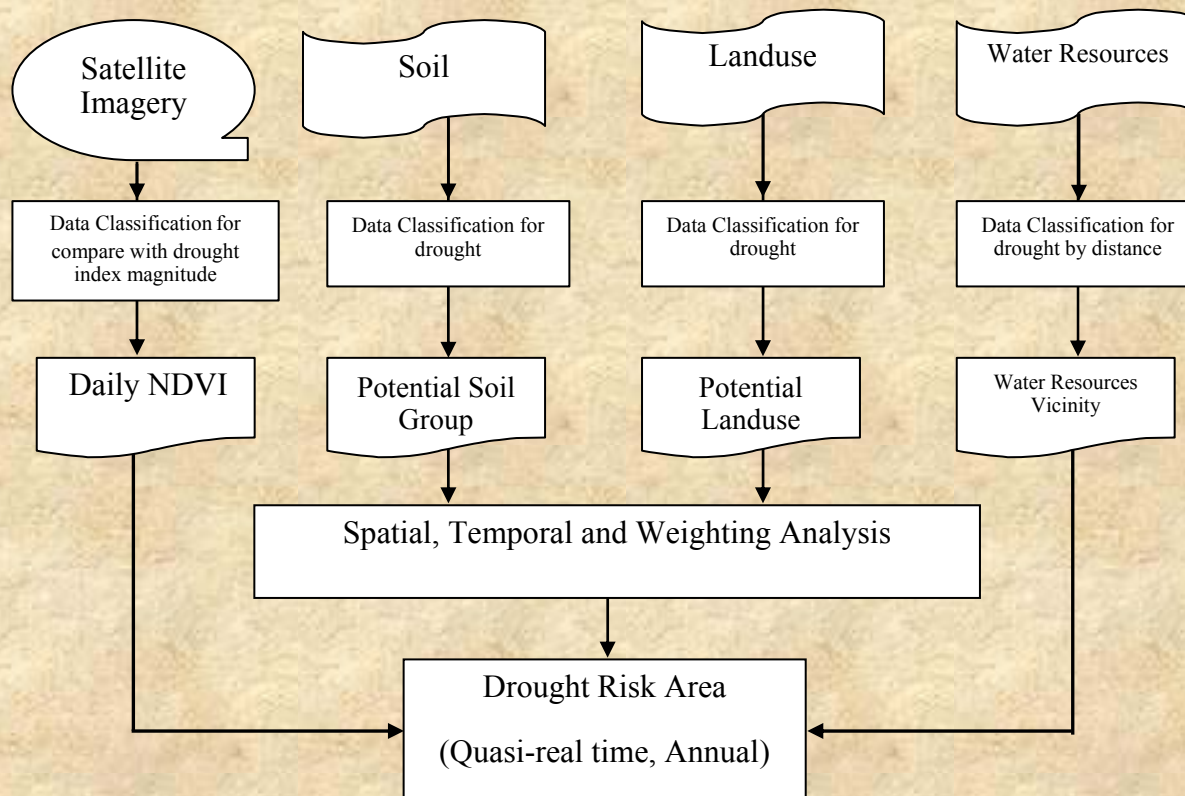 Satellite
Imagery
Soil
Landuse
Water Resources
Data Classification for
compare with drought
index magnitude
Data Classification for
drought
Data Classification for
drought
Data Classification for
drought by distance
Daily NDVI
Potential Soil
Group
Potential
Landuse
Water Resources
Vicinity
Spatial, Temporal and Weighting Analysis
Drought Risk Area
(Quasi-real time, Annual)